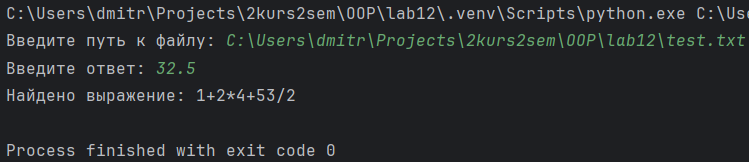 C:\Users\dmitr\Projects\2kurs2sem\OOP\lab12\.venv\Scripts\python.exe C:\Us
Введите путь к файлу: C:\Users\dmitr\Projects\2kurs2sem\OOP\lab12\test.txt
Введите ответ: 32.5
Найдено выражение: 1+2*4+53/2
Process finished with exit code 0